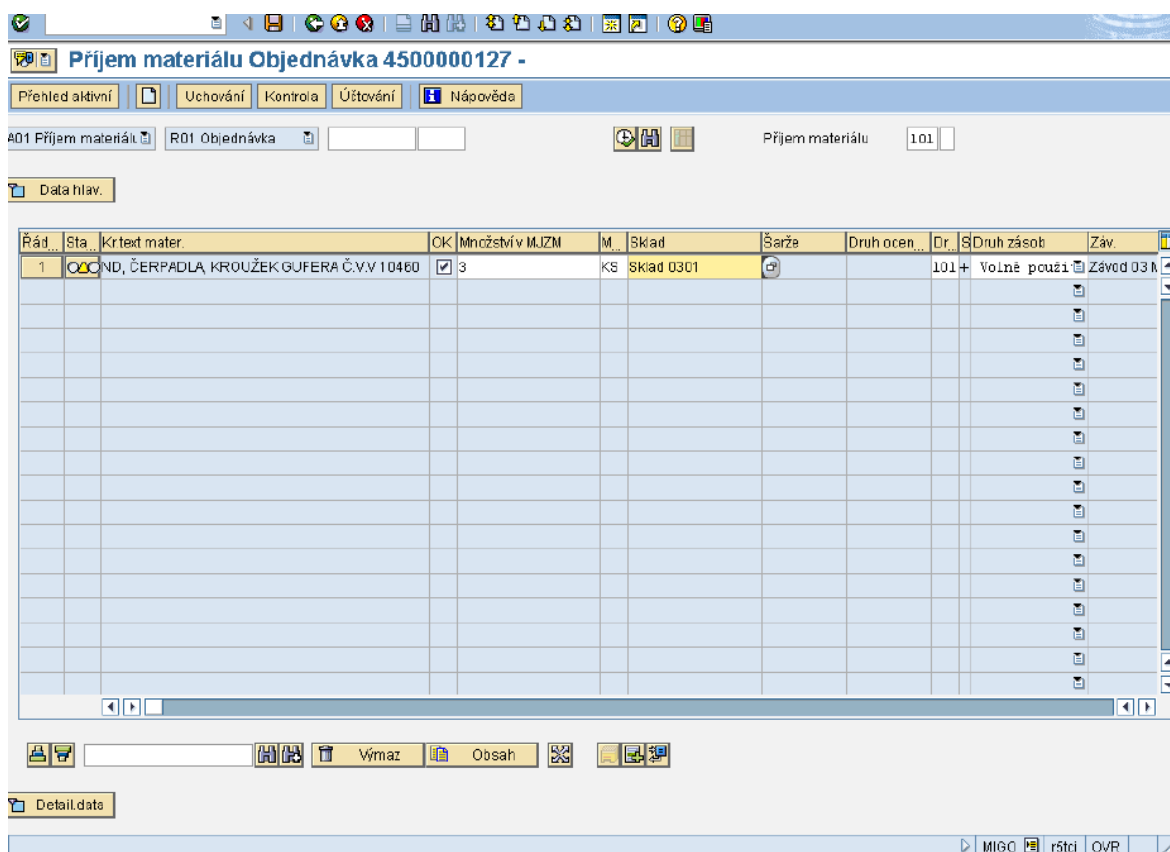 Příjem materiálu Objednávka 4500000127 -
Přehled aktivní Uchování Kontrola Účtování Nápověda
A01 Příjem materiálu R01 Objednávka Příjem materiálu 101
Data hlav.
Řád... Sta... Kr text mater. OK Množství v MJZM M... Sklad Šarže Druh ocen... Dr... S Druh zásob Záv.
1 ND, ČERPADLA, KROUŽEK GUFERA Č.V.V 10460 3 KS Sklad 0301 101 + Volně použi Závod 03
Výmaz Obsah
Detail.data
MIGO r5tci OVR